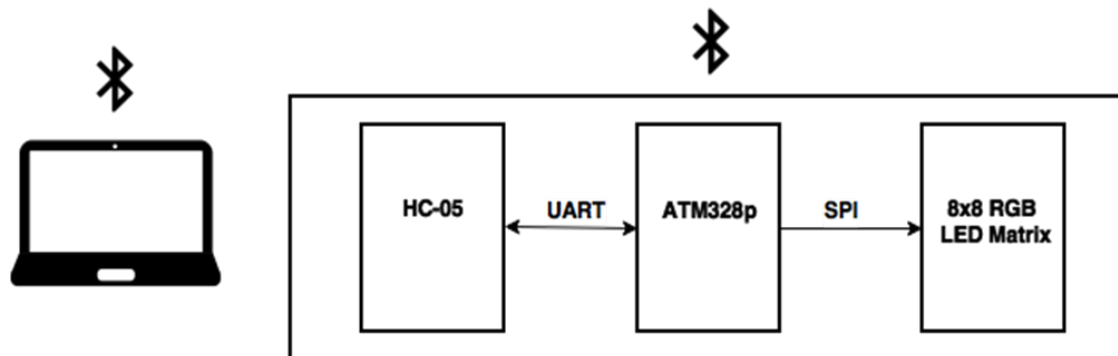 HC-05
UART
ATM328p
SPI
8x8 RGB
LED Matrix